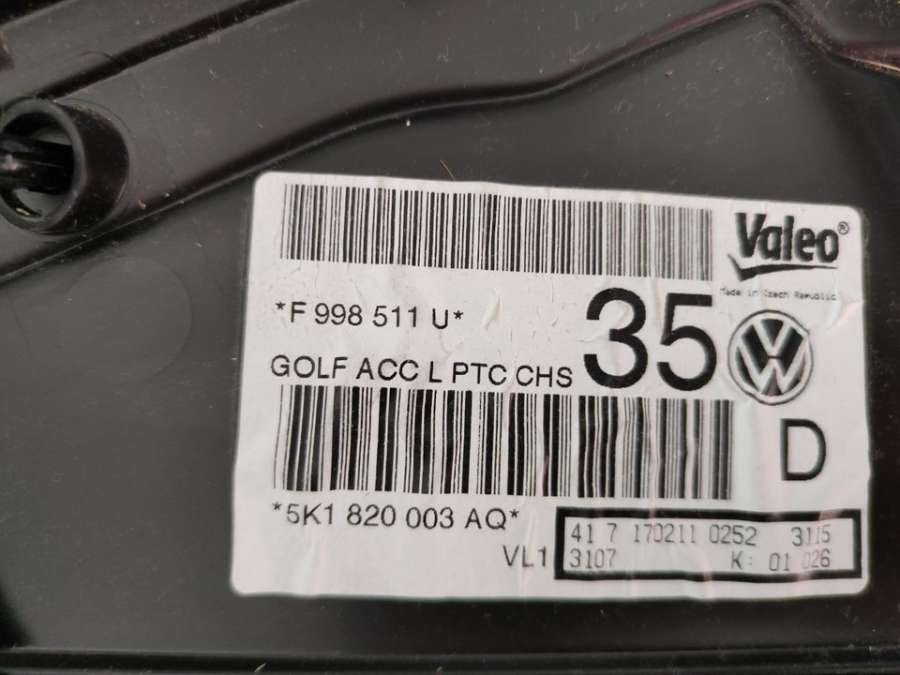 Valeo®
Made in Czech Republic
*F 998 511 U*
35
GOLF ACC L PTC CHS
D
*5K1 820 003 AQ*
VL1
41 7 170211 0252 3115
3107 K: 01 026